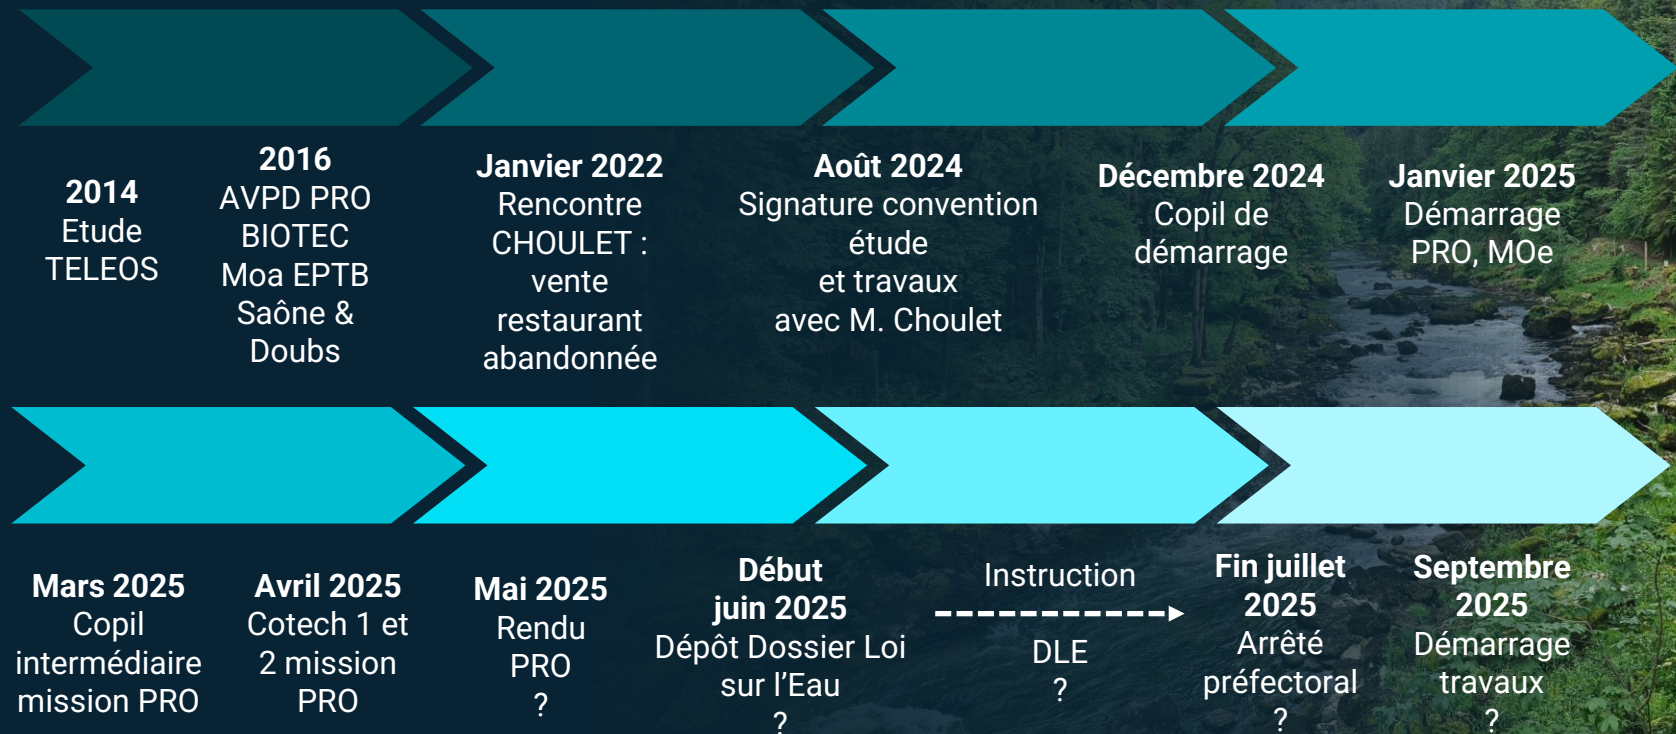 2014
Etude
TELEOS
2016
AVPD PRO
BIOTEC
Moa EPTB
Saône &
Doubs
Janvier 2022
Rencontre
CHOULET :
vente
restaurant
abandonnée
Août 2024
Signature convention
étude
et travaux
avec M. Choulet
Décembre 2024
Copil de
démarrage
Janvier 2025
Démarrage
PRO, MOe
Mars 2025
Copil
intermédiaire
mission PRO
Avril 2025
Cotech 1 et
2 mission
PRO
Mai 2025
Rendu
PRO
?
Début
juin 2025
Dépôt Dossier Loi
sur l'Eau
?
Instruction
DLE
?
Fin juillet
2025
Arrêté
préfectoral
?
Septembre
2025
Démarrage
travaux
?